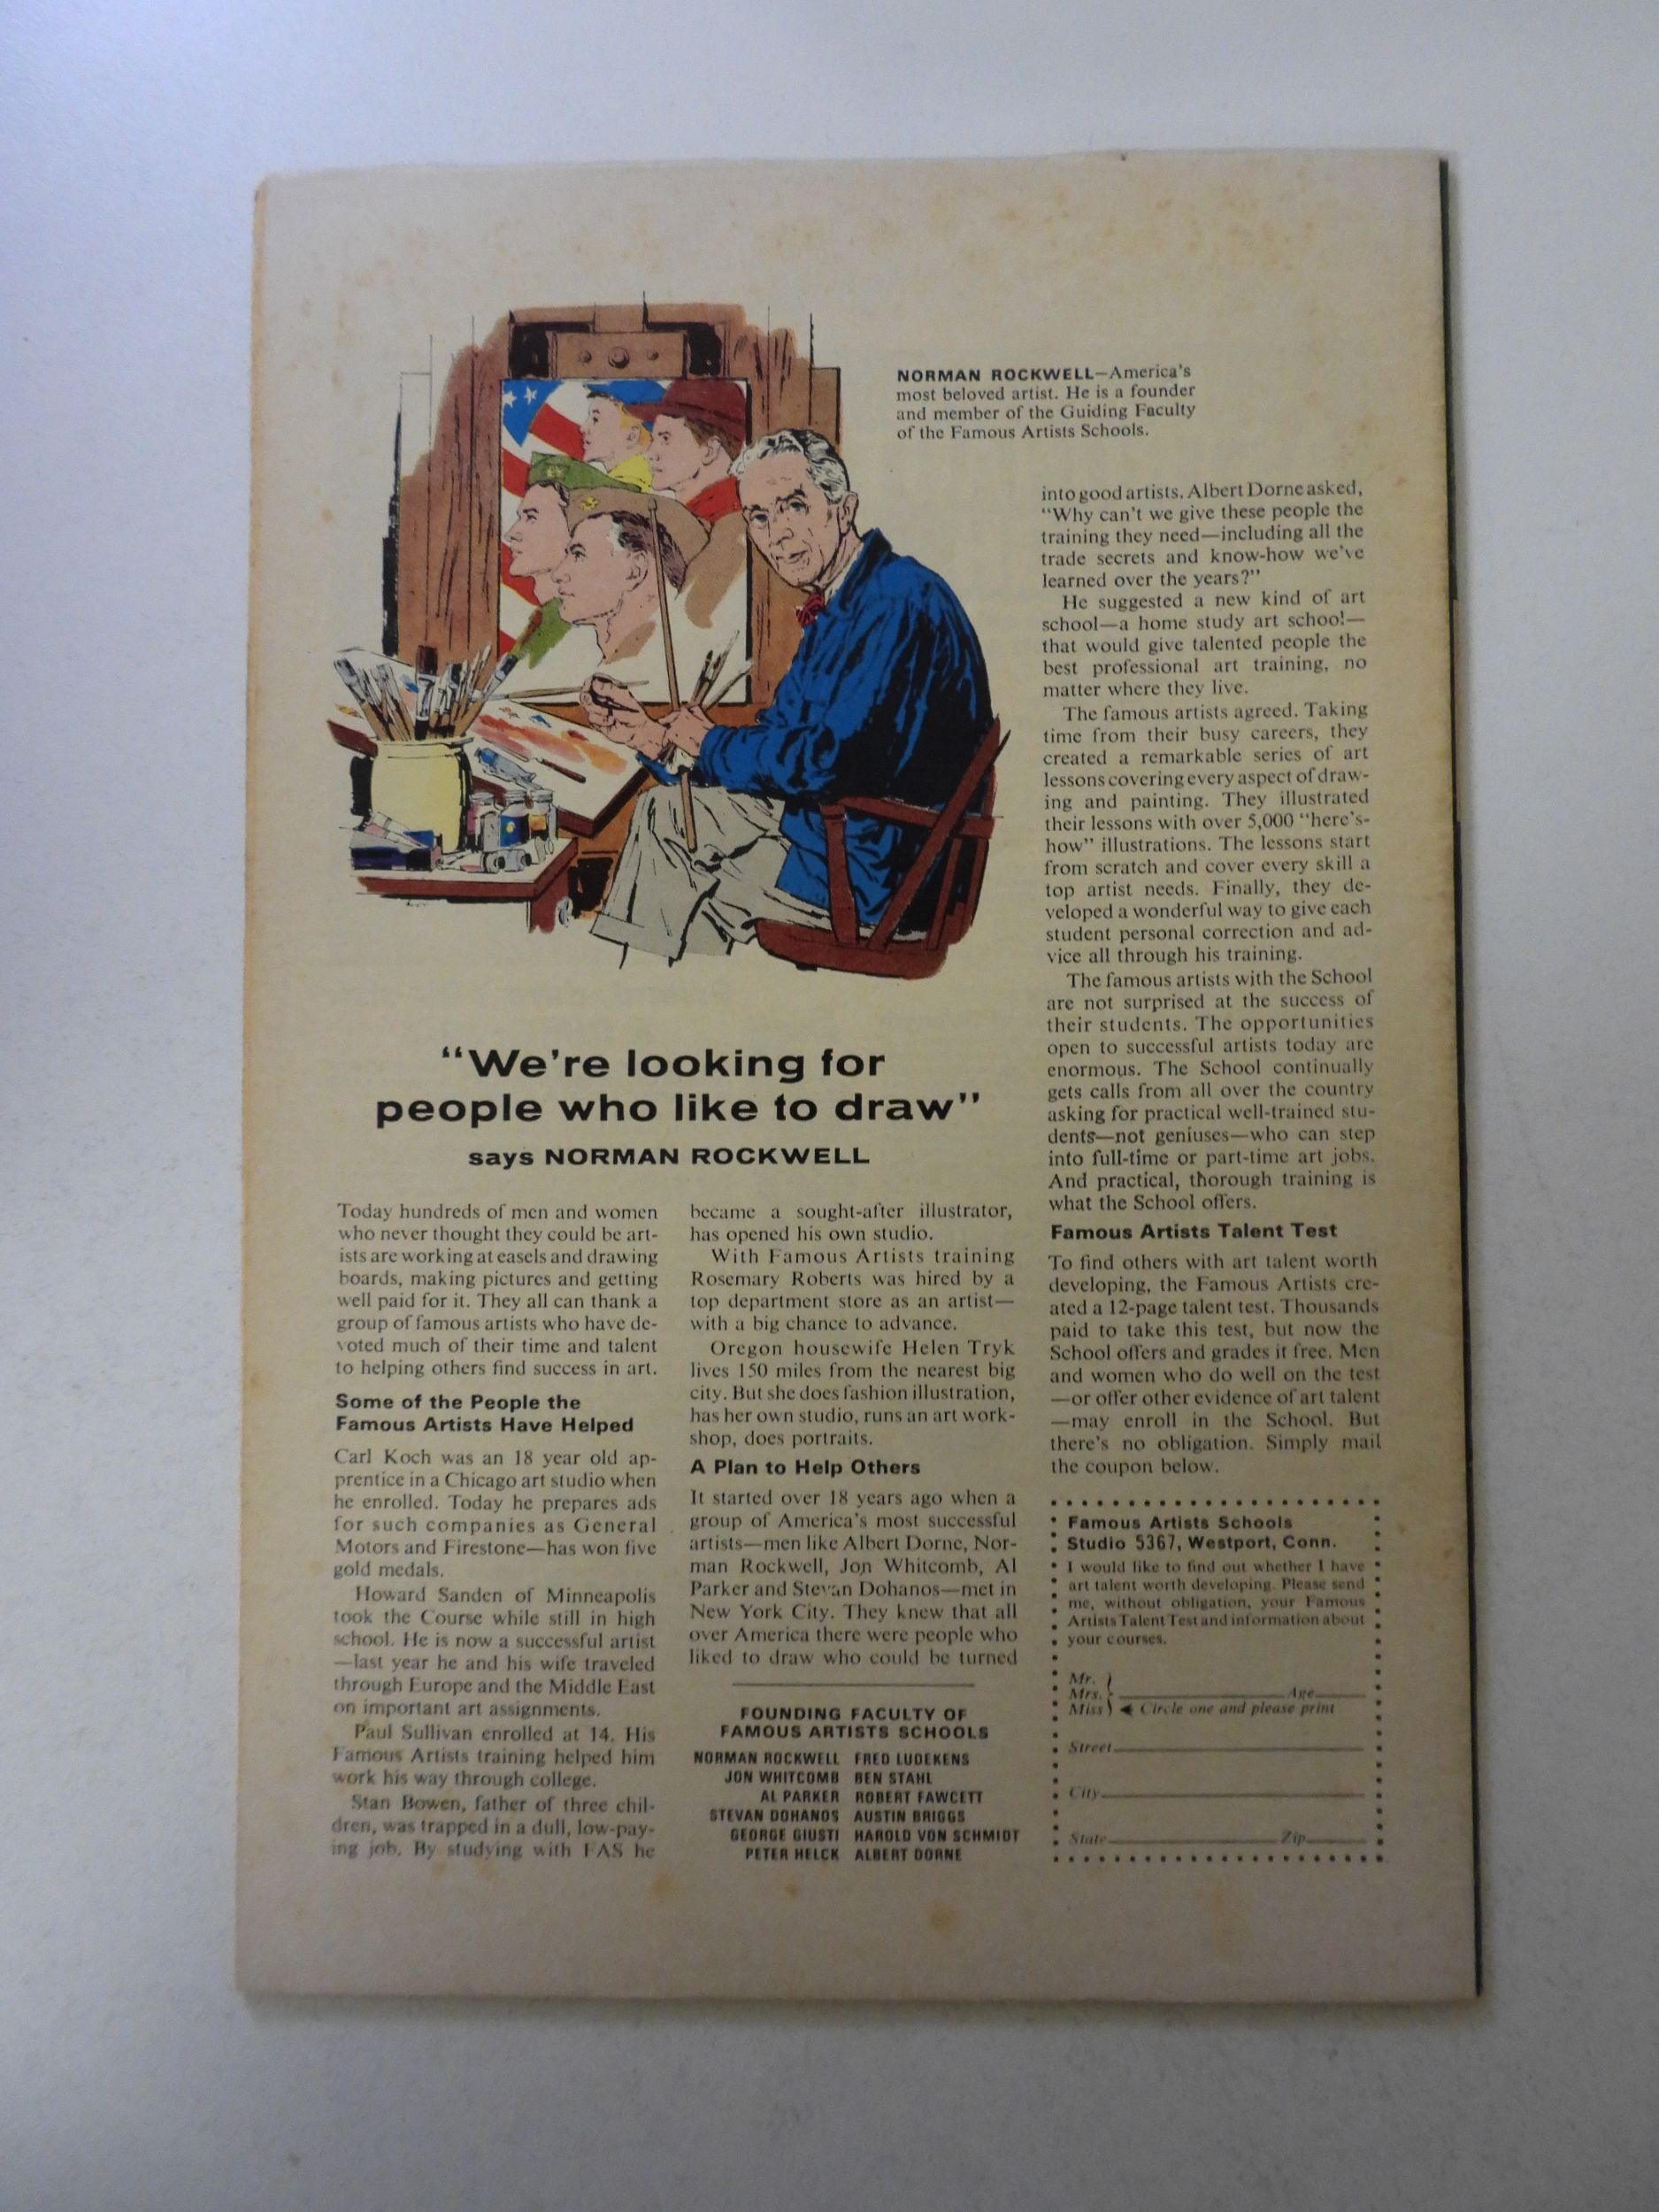 NORMAN ROCKWELL—America's
most beloved artist. He is a founder
and member of the Guiding Faculty
of the Famous Artists Schools.
"We're looking for
people who like to draw"
says NORMAN ROCKWELL
Today hundreds of men and women
who never thought they could be art-
ists are working at easels and drawing
boards, making pictures and getting
well paid for it. They all can thank a
group of famous artists who have de-
voted much of their time and talent
to helping others find success in art.
Some of the People the
Famous Artists Have Helped
Carl Koch was an 18 year old ap-
prentice in a Chicago art studio when
he enrolled. Today he prepares ads
for such companies as General
Motors and Firestone—has won five
gold medals.
Howard Sanden of Minneapolis
took the Course while still in high
school. He is now a successful artist
—last year he and his wife traveled
through Europe and the Middle East
on important art assignments.
Paul Sullivan enrolled at 14. His
Famous Artists training helped him
work his way through college.
Stan Bowen, father of three chil-
dren, was trapped in a dull, low-pay-
ing job. By studying with FAS he
became a sought-after illustrator,
has opened his own studio.
With Famous Artists training
Rosemary Roberts was hired by a
top department store as an artist—
with a big chance to advance.
Oregon housewife Helen Tryk
lives 150 miles from the nearest big
city. But she does fashion illustration,
has her own studio, runs an art work-
shop, does portraits.
A Plan to Help Others
It started over 18 years ago when a
group of America's most successful
artists—men like Albert Dorne, Nor-
man Rockwell, Jon Whitcomb, Al
Parker and Stevan Dohanos—met in
New York City. They knew that all
over America there were people who
liked to draw who could be turned
FOUNDING FACULTY OF
FAMOUS ARTISTS SCHOOLS
NORMAN ROCKWELL FRED LUDEKENS
JON WHITCOMB BEN STAHL
AL PARKER ROBERT FAWCETT
STEVAN DOHANOS AUSTIN BRIGGS
GEORGE GIUSTI HAROLD VON SCHMIDT
PETER HELCK ALBERT DORNE
into good artists. Albert Dorne asked,
"Why can't we give these people the
training they need—including all the
trade secrets and know-how we've
learned over the years?"
He suggested a new kind of art
school—a home study art school—
that would give talented people the
best professional art training, no
matter where they live.
The famous artists agreed. Taking
time from their busy careers, they
created a remarkable series of art
lessons covering every aspect of draw-
ing and painting. They illustrated
their lessons with over 5,000 "here's-
how" illustrations. The lessons start
from scratch and cover every skill a
top artist needs. Finally, they de-
veloped a wonderful way to give each
student personal correction and ad-
vice all through his training.
The famous artists with the School
are not surprised at the success of
their students. The opportunities
open to successful artists today are
enormous. The School continually
gets calls from all over the country
asking for practical well-trained stu-
dents—not geniuses—who can step
into full-time or part-time art jobs.
And practical, thorough training is
what the School offers.
Famous Artists Talent Test
To find others with art talent worth
developing, the Famous Artists cre-
ated a 12-page talent test. Thousands
paid to take this test, but now the
School offers and grades it free. Men
and women who do well on the test
—or offer other evidence of art talent
—may enroll in the School. But
there's no obligation. Simply mail
the coupon below.
Famous Artists Schools
Studio 5367, Westport, Conn.
I would like to find out whether I have
art talent worth developing. Please send
me, without obligation, your Famous
Artists Talent Test and information about
your courses.
Mr.
Mrs. Age
Miss Circle one and please print
Street
City
State Zip